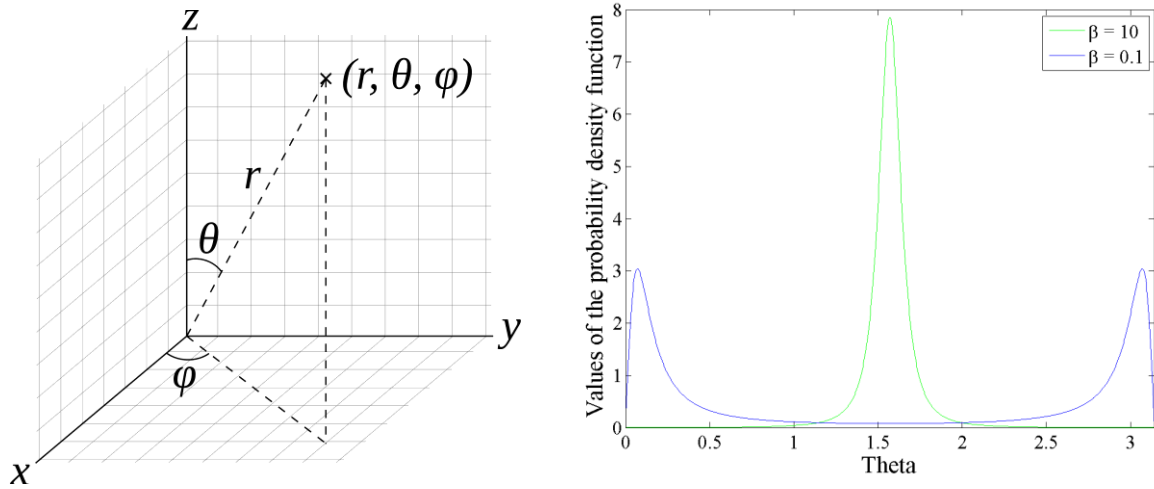 z
(r, θ, φ)
r
θ
y
φ
x
Values of the probability density function
8
7
6
5
4
3
2
1
0
β = 10
β = 0.1
0 0.5 1 1.5 2 2.5 3
Theta